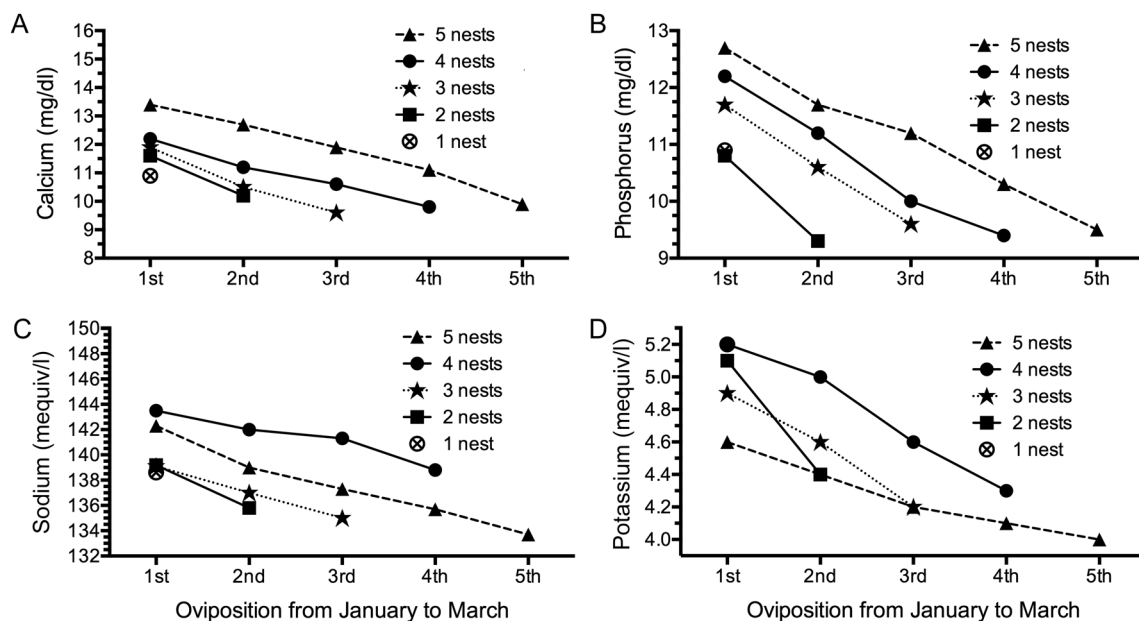 A
Calcium (mg/dl)
16
15
14
13
12
11
10
9
8
1st 2nd 3rd 4th 5th
5 nests
4 nests
3 nests
2 nests
1 nest
B
Phosphorus (mg/dl)
13
12
11
10
9
1st 2nd 3rd 4th 5th
5 nests
4 nests
3 nests
2 nests
1 nest
C
Sodium (mequiv/l)
150
148
146
144
142
140
138
136
134
132
1st 2nd 3rd 4th 5th
Oviposition from January to March
5 nests
4 nests
3 nests
2 nests
1 nest
D
Potassium (mequiv/l)
5.2
5.0
4.8
4.6
4.4
4.2
4.0
1st 2nd 3rd 4th 5th
Oviposition from January to March
5 nests
4 nests
3 nests
2 nests
1 nest